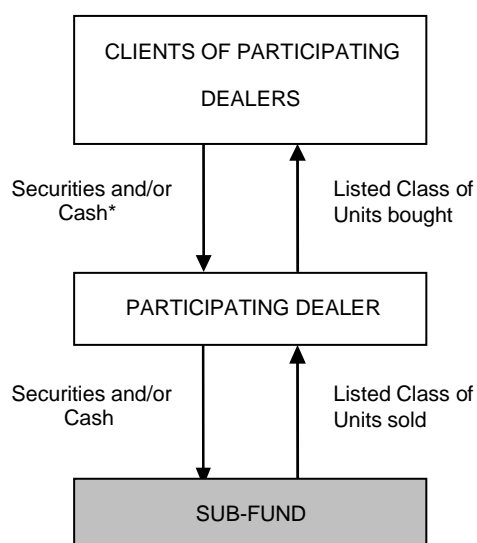 CLIENTS OF PARTICIPATING
DEALERS
Securities and/or
Cash*
Listed Class of
Units bought
PARTICIPATING DEALER
Securities and/or
Cash
Listed Class of
Units sold
SUB-FUND